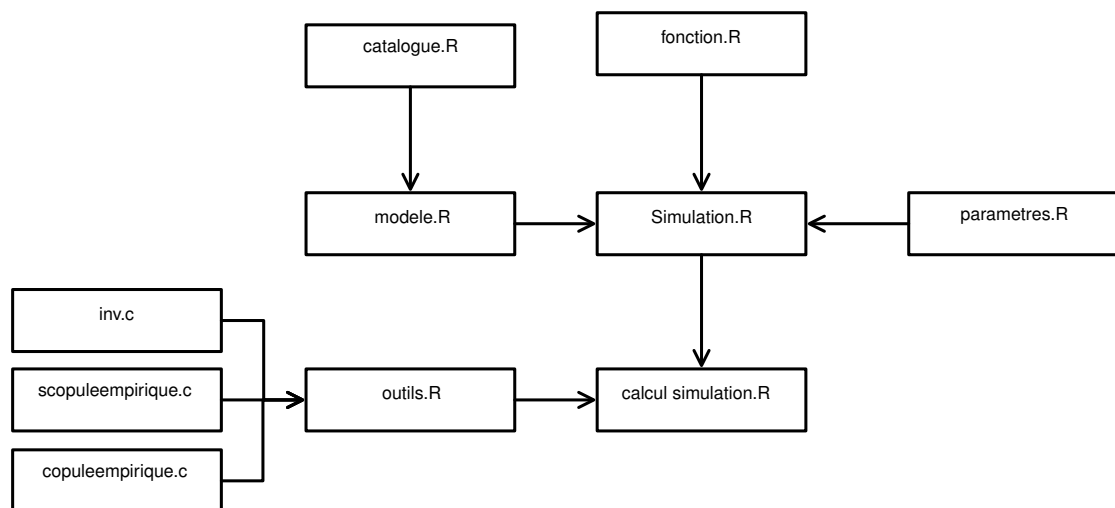 catalogue.R
fonction.R
modele.R
Simulation.R
parametres.R
inv.c
scopuleempirique.c
outils.R
calcul simulation.R
copuleempirique.c